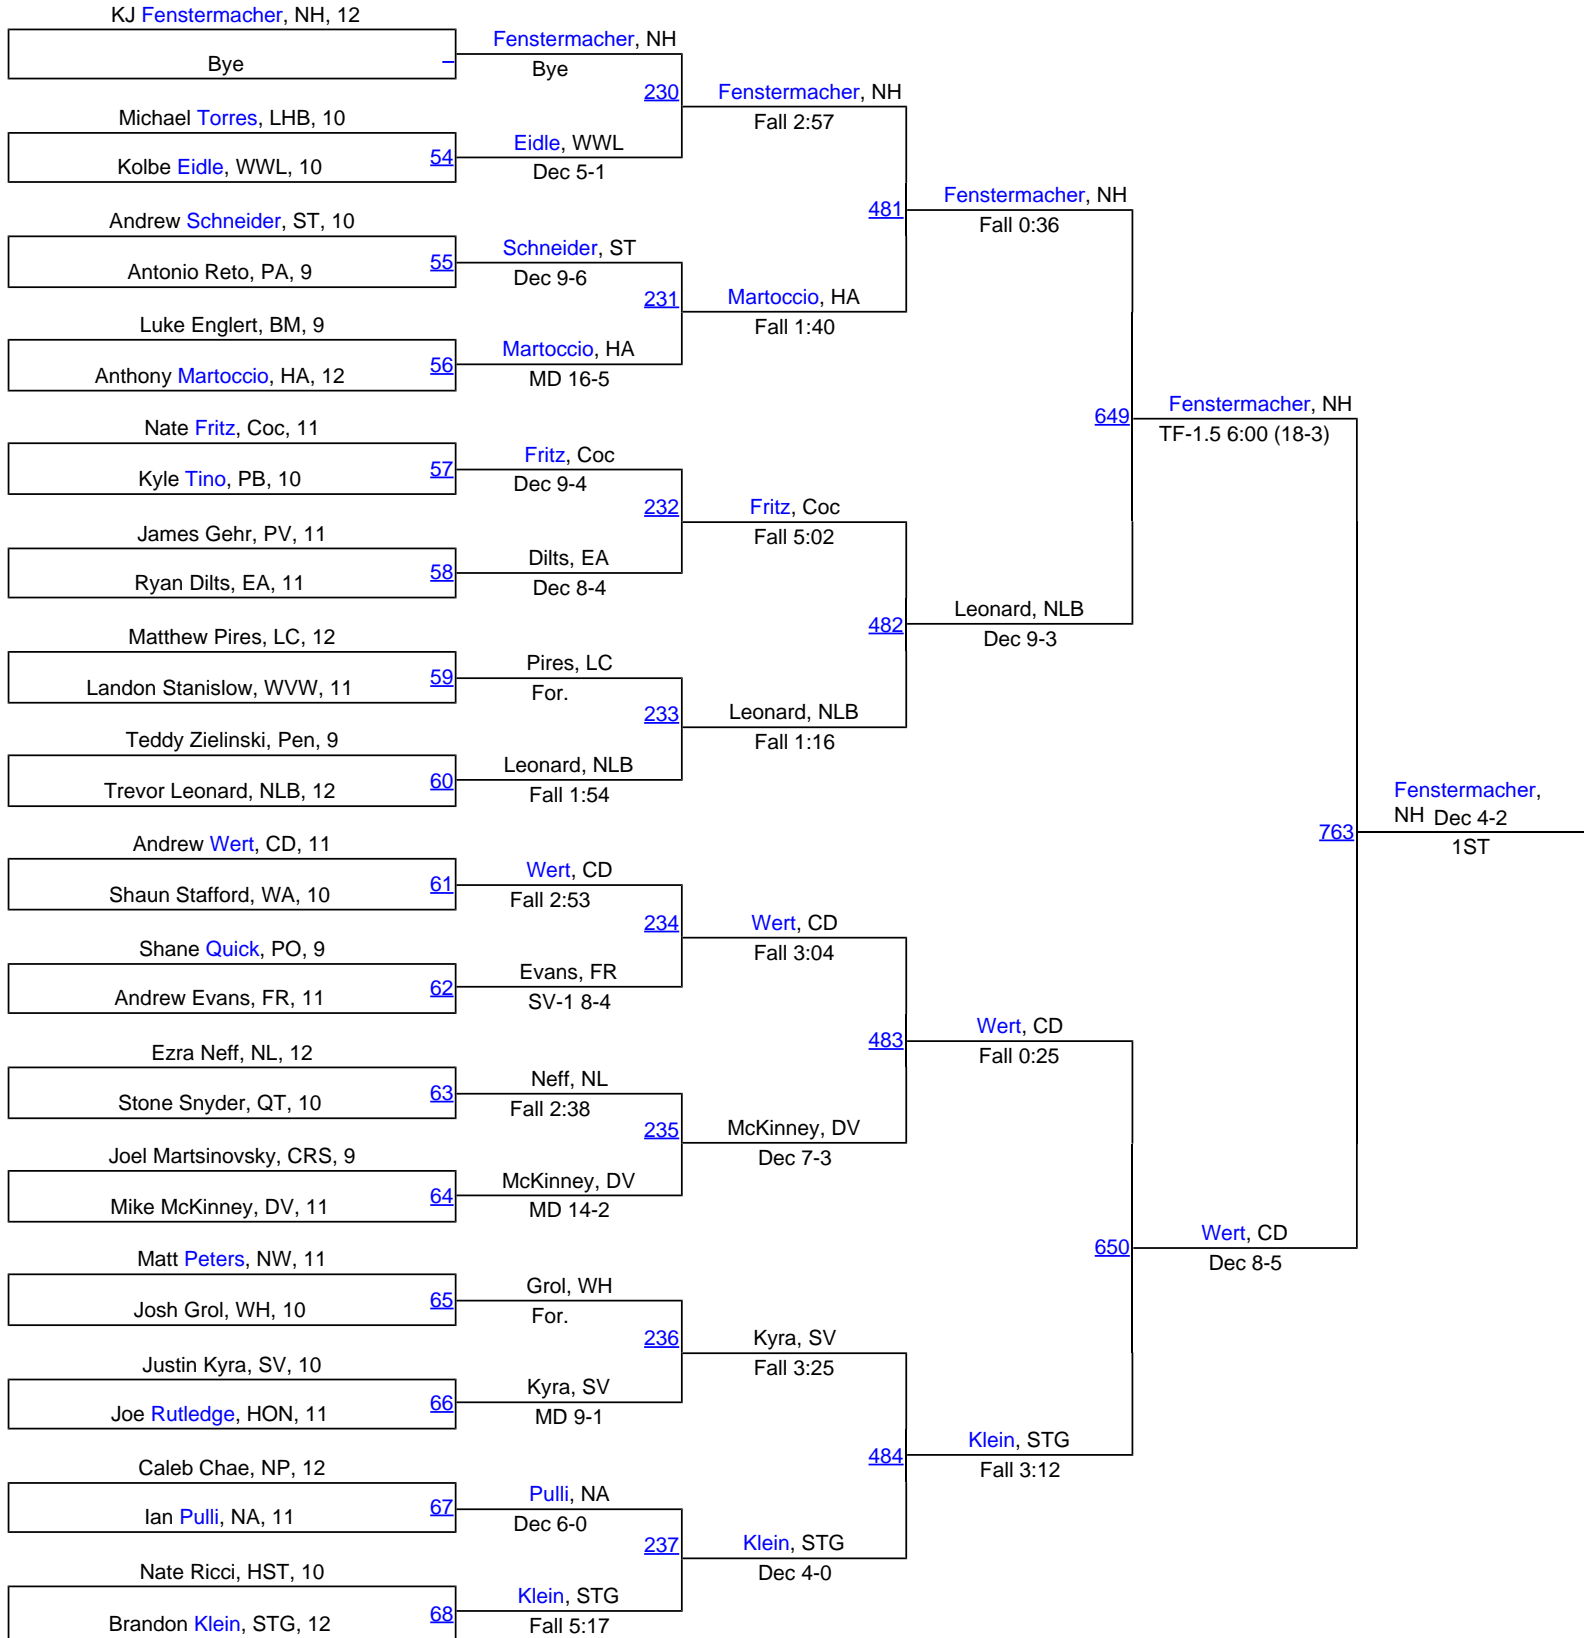 KJ Fenstermacher, NH, 12
Bye
Michael Torres, LHB, 10
Kolbe Eidle, WWL, 10
54
Andrew Schneider, ST, 10
Antonio Reto, PA, 9
55
Luke Englert, BM, 9
Anthony Martoccio, HA, 12
56
Nate Fritz, Coc, 11
Kyle Tino, PB, 10
57
James Gehr, PV, 11
Ryan Dilts, EA, 11
58
Matthew Pires, LC, 12
Landon Stanislow, WVW, 11
59
Teddy Zielinski, Pen, 9
Trevor Leonard, NLB, 12
60
Andrew Wert, CD, 11
Shaun Stafford, WA, 10
61
Shane Quick, PO, 9
Andrew Evans, FR, 11
62
Ezra Neff, NL, 12
Stone Snyder, QT, 10
63
Joel Martsinovsky, CRS, 9
Mike McKinney, DV, 11
64
Matt Peters, NW, 11
Josh Grol, WH, 10
65
Justin Kyra, SV, 10
Joe Rutledge, HON, 11
66
Caleb Chae, NP, 12
Ian Pulli, NA, 11
67
Nate Ricci, HST, 10
Brandon Klein, STG, 12
68
Fenstermacher, NH
Bye
230
Eidle, WWL
Dec 5-1
Schneider, ST
Dec 9-6
231
Martoccio, HA
MD 16-5
Fritz, Coc
Dec 9-4
232
Dilts, EA
Dec 8-4
Pires, LC
For.
233
Leonard, NLB
Fall 1:54
Wert, CD
Fall 2:53
234
Evans, FR
SV-1 8-4
Neff, NL
Fall 2:38
235
McKinney, DV
MD 14-2
Grol, WH
For.
236
Kyra, SV
MD 9-1
Pulli, NA
Dec 6-0
237
Klein, STG
Fall 5:17
Fenstermacher, NH
Fall 2:57
481
Martoccio, HA
Fall 1:40
Fritz, Coc
Fall 5:02
482
Leonard, NLB
Fall 1:16
Wert, CD
Fall 3:04
483
McKinney, DV
Dec 7-3
Kyra, SV
Fall 3:25
484
Klein, STG
Dec 4-0
Fenstermacher, NH
Fall 0:36
649
Leonard, NLB
Dec 9-3
Wert, CD
Fall 0:25
650
Klein, STG
Fall 3:12
Fenstermacher, NH
TF-1.5 6:00 (18-3)
763
Wert, CD
Dec 8-5
Fenstermacher,
NH Dec 4-2
1ST